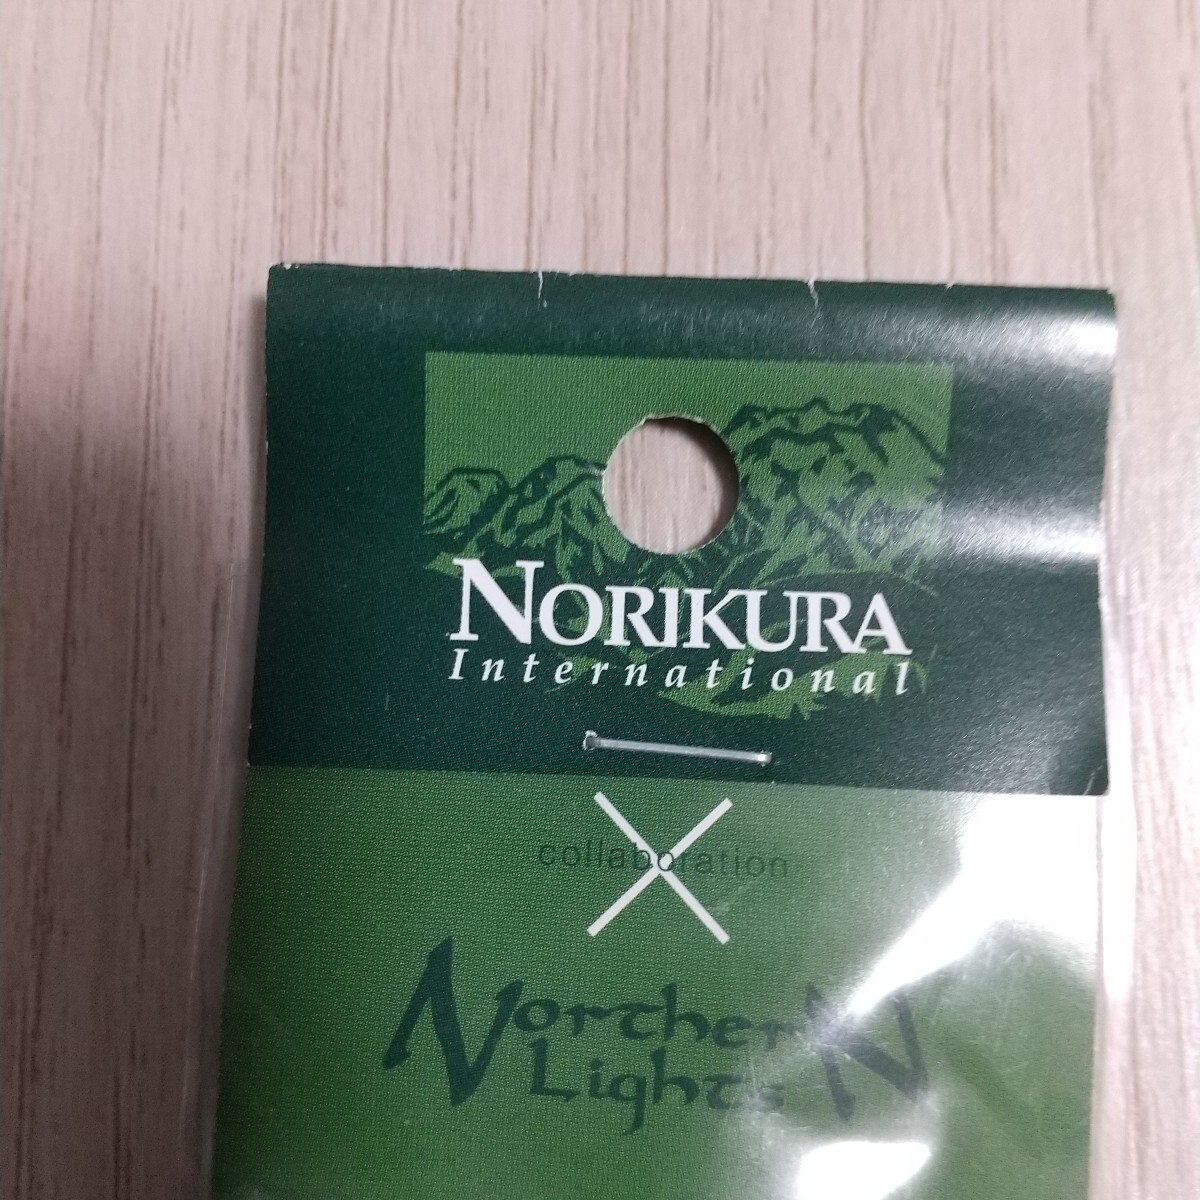 NORIKURA
International
collaboration
Northern
Lights